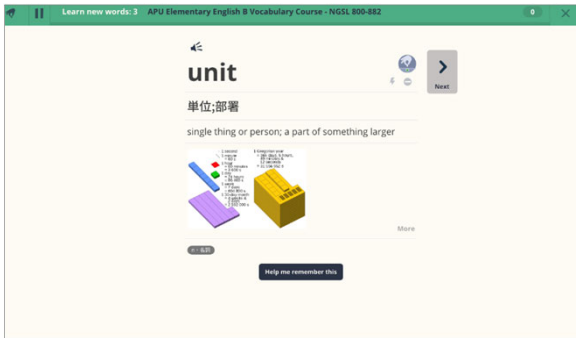 Learn new words: 3 APU Elementary English B Vocabulary Course - NGSL 800-882 0
unit
Next
単位;部署
single thing or person; a part of something larger
More
Help me remember this